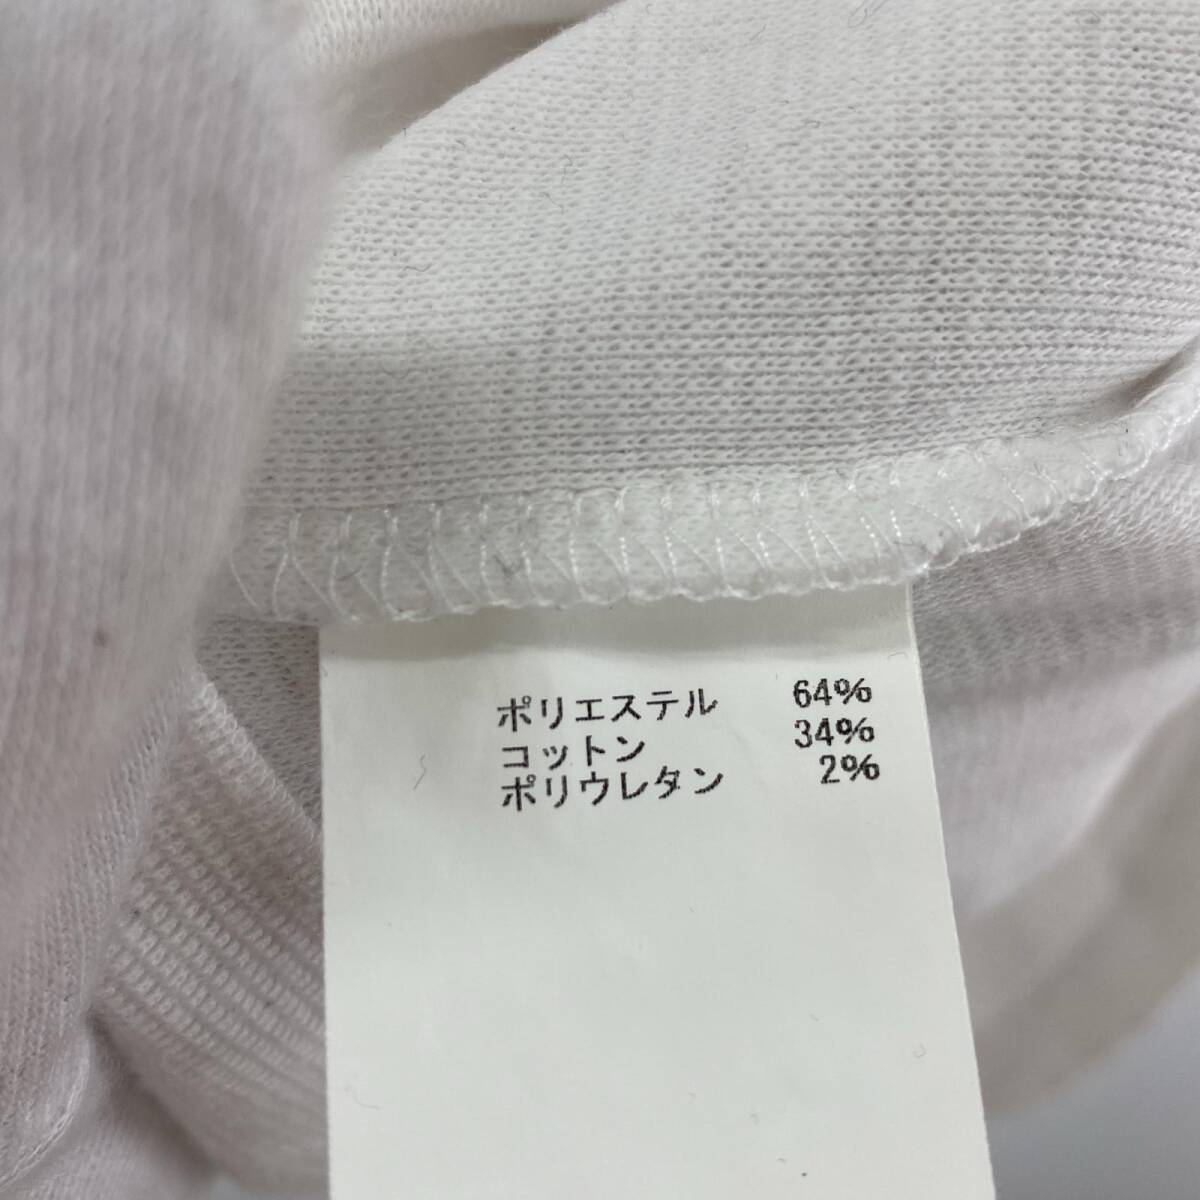 ポリエステル 64%
コットン 34%
ポリウレタン 2%